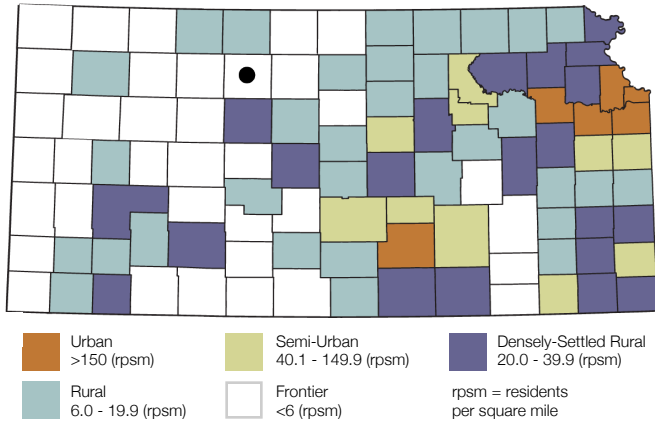 Urban
>150 (rpsm)
Semi-Urban
40.1 - 149.9 (rpsm)
Densely-Settled Rural
20.0 - 39.9 (rpsm)
Rural
6.0 - 19.9 (rpsm)
Frontier
<6 (rpsm)
rpsm = residents
per square mile